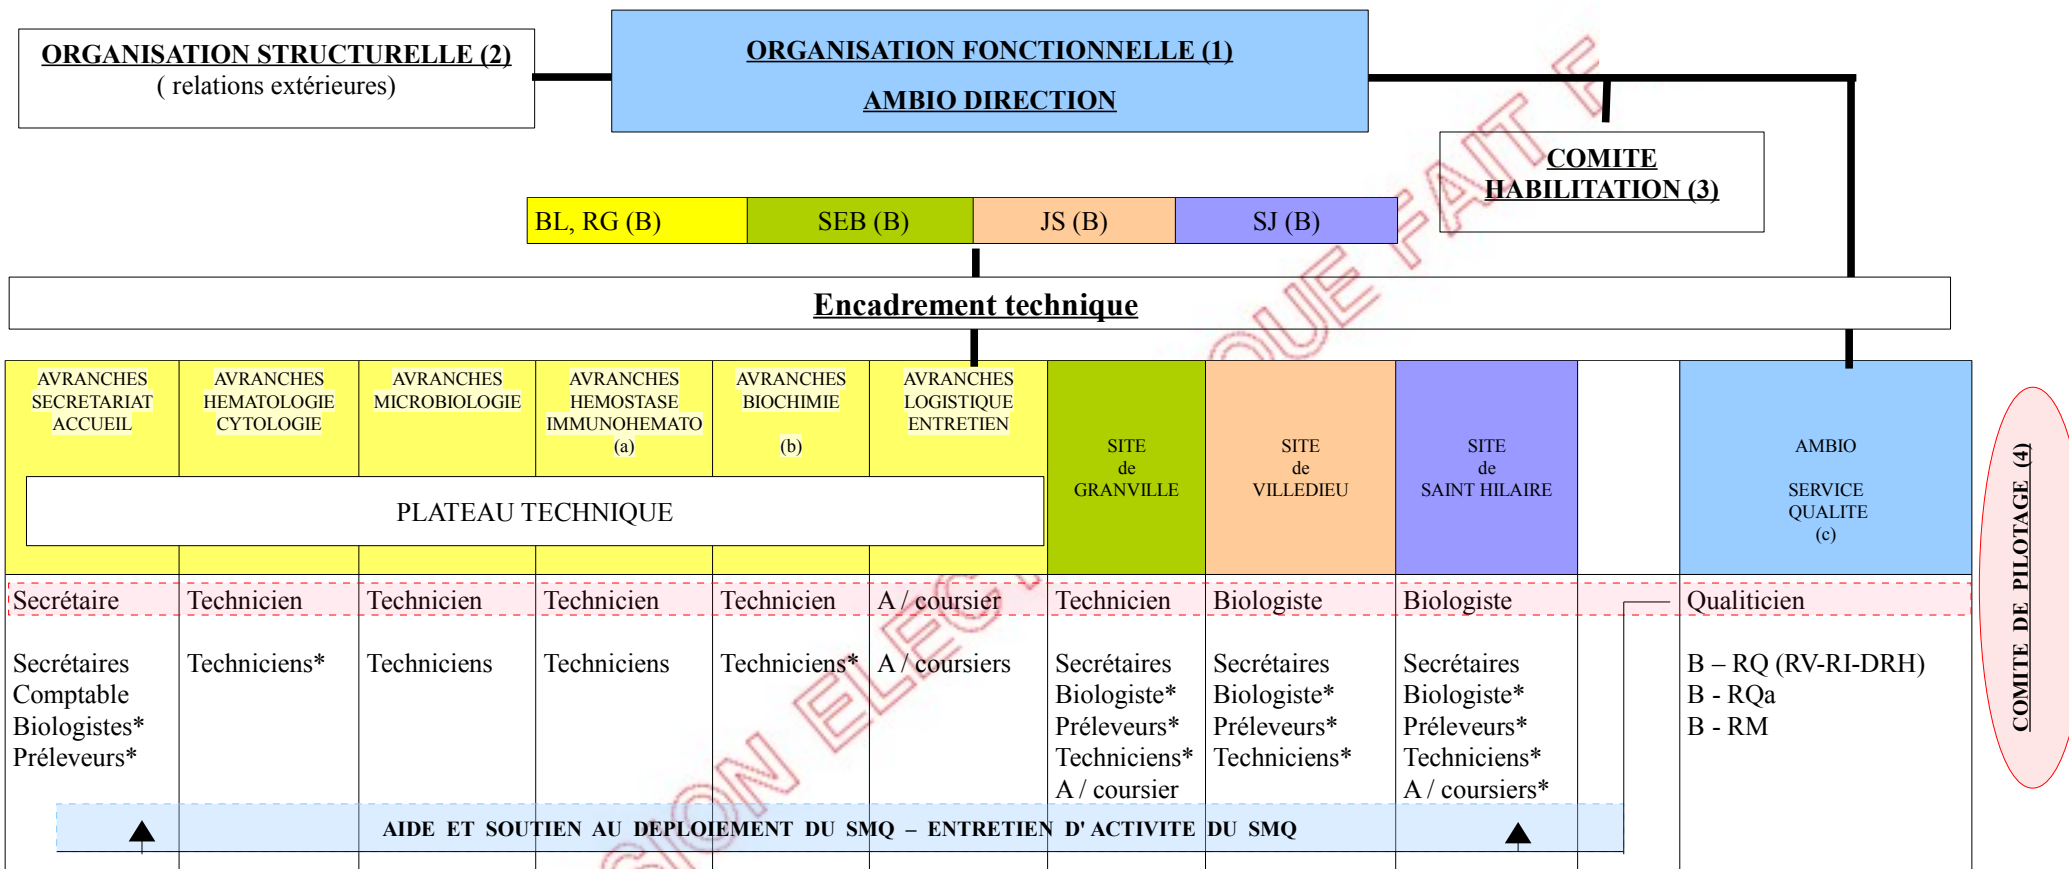 ORGANISATION STRUCTURELLE (2)
( relations extérieures)
ORGANISATION FONCTIONNELLE (1)
AMBIO DIRECTION
COMITE
HABILITATION (3)
BL, RG (B)
SEB (B)
JS (B)
SJ (B)
Encadrement technique
AVRANCHES
SECRETARIAT
ACCUEIL
AVRANCHES
HEMATOLOGIE
CYTOLOGIE
AVRANCHES
MICROBIOLOGIE
AVRANCHES
HEMOSTASE
IMMUNOHEMATO
(a)
AVRANCHES
BIOCHIMIE
(b)
AVRANCHES
LOGISTIQUE
ENTRETIEN
PLATEAU TECHNIQUE
SITE
de
GRANVILLE
SITE
de
VILLEDIEU
SITE
de
SAINT HILAIRE
AMBIO
SERVICE
QUALITE
(c)
COMITE DE PILOTAGE (4)
Secrétaire
Technicien
Technicien
Technicien
Technicien
A / coursier
Technicien
Biologiste
Biologiste
Qualiticien
Secrétaires
Comptable
Biologistes*
Préleveurs*
Techniciens*
Techniciens
Techniciens
Techniciens*
A / coursiers
Secrétaires
Biologiste*
Préleveurs*
Techniciens*
A / coursier
Secrétaires
Biologiste*
Préleveurs*
Techniciens*
Secrétaires
Biologiste*
Préleveurs*
Techniciens*
A / coursiers*
B – RQ (RV-RI-DRH)
B - RQa
B - RM
AIDE ET SOUTIEN AU DEPLOIEMENT DU SMQ – ENTRETIEN D' ACTIVITE DU SMQ
FAIT